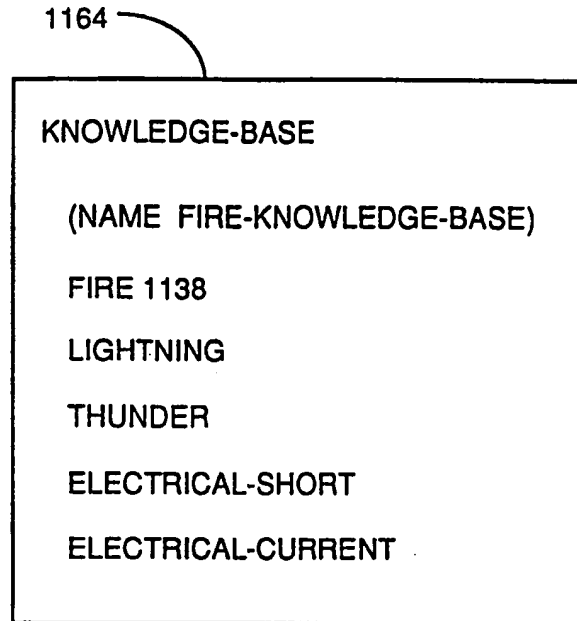 1164
KNOWLEDGE-BASE
(NAME FIRE-KNOWLEDGE-BASE)
FIRE 1138
LIGHTNING
THUNDER
ELECTRICAL-SHORT
ELECTRICAL-CURRENT